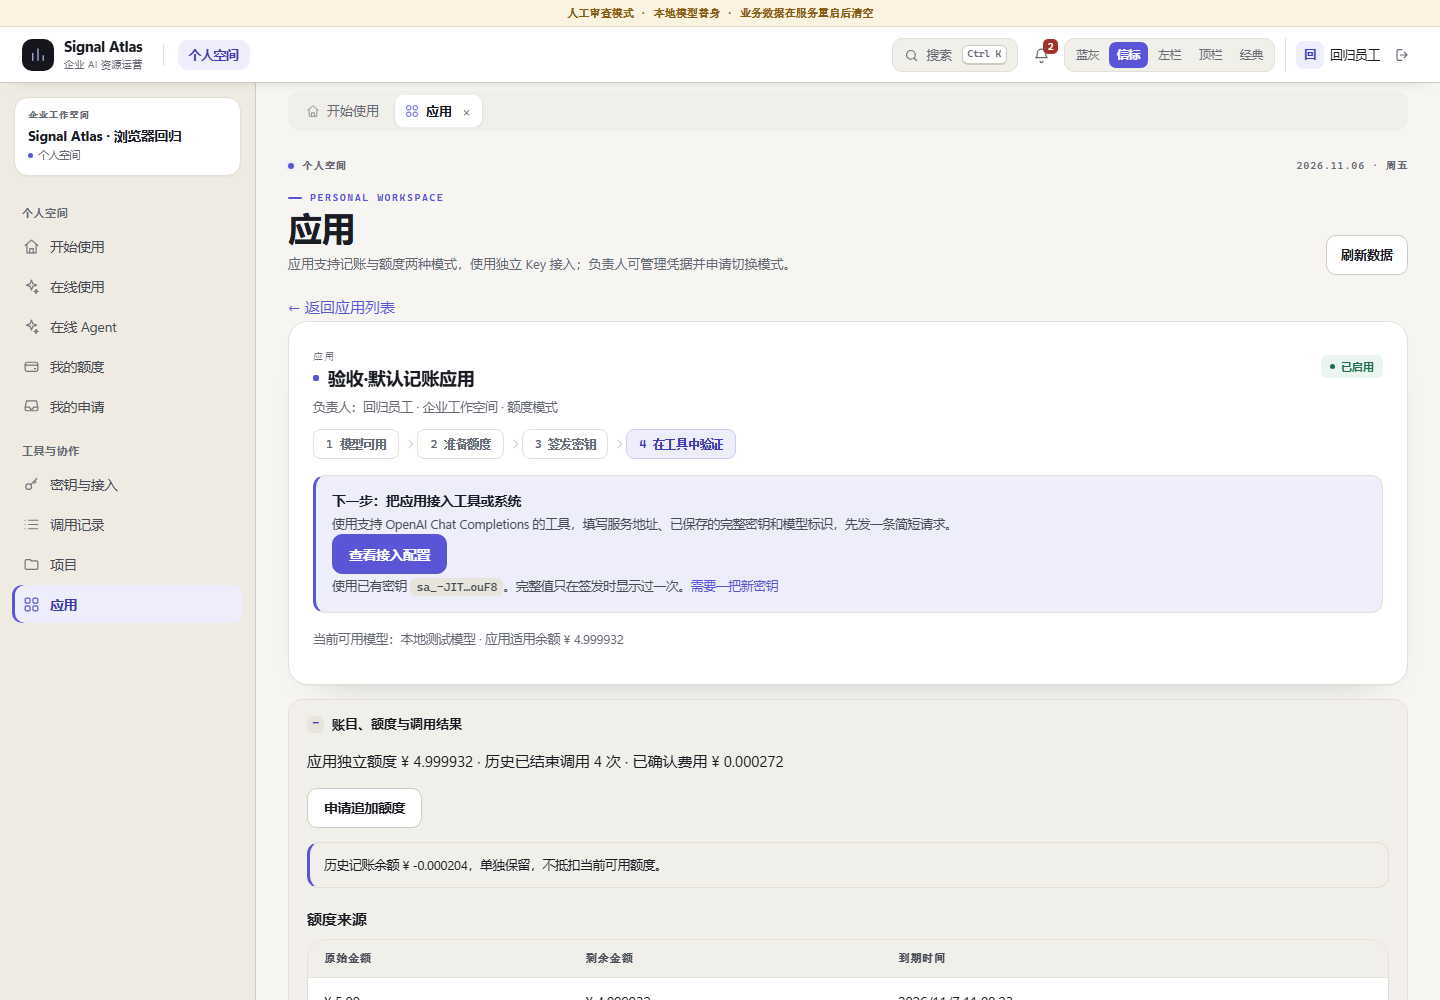 人工审查模式 · 本地模型替身 · 业务数据在服务重启后清空
Signal Atlas
企业 AI 资源运营
个人空间
搜索 Ctrl K
2
蓝灰 信标 左栏 顶栏 经典
回 回归员工
企业工作空间
Signal Atlas · 浏览器回归
个人空间
个人空间
开始使用
在线使用
在线 Agent
我的额度
我的申请
工具与协作
密钥与接入
调用记录
项目
应用
开始使用 应用 ×
个人空间
2026.11.06 · 周五
PERSONAL WORKSPACE
应用
应用支持记账与额度两种模式，使用独立 Key 接入；负责人可管理凭据并申请切换模式。
刷新数据
← 返回应用列表
应用
验收·默认记账应用
已启用
负责人：回归员工 · 企业工作空间 · 额度模式
1 模型可用 2 准备额度 3 签发密钥 4 在工具中验证
下一步：把应用接入工具或系统
使用支持 OpenAI Chat Completions 的工具，填写服务地址、已保存的完整密钥和模型标识，先发一条简短请求。
查看接入配置
使用已有密钥 sa_-JIT…ouF8。完整值只在签发时显示过一次。需要一把新密钥
当前可用模型：本地测试模型 · 应用适用余额 ¥ 4.999932
账目、额度与调用结果
应用独立额度 ¥ 4.999932 · 历史已结束调用 4 次 · 已确认费用 ¥ 0.000272
申请追加额度
历史记账余额 ¥ -0.000204，单独保留，不抵扣当前可用额度。
额度来源
原始金额 剩余金额 到期时间